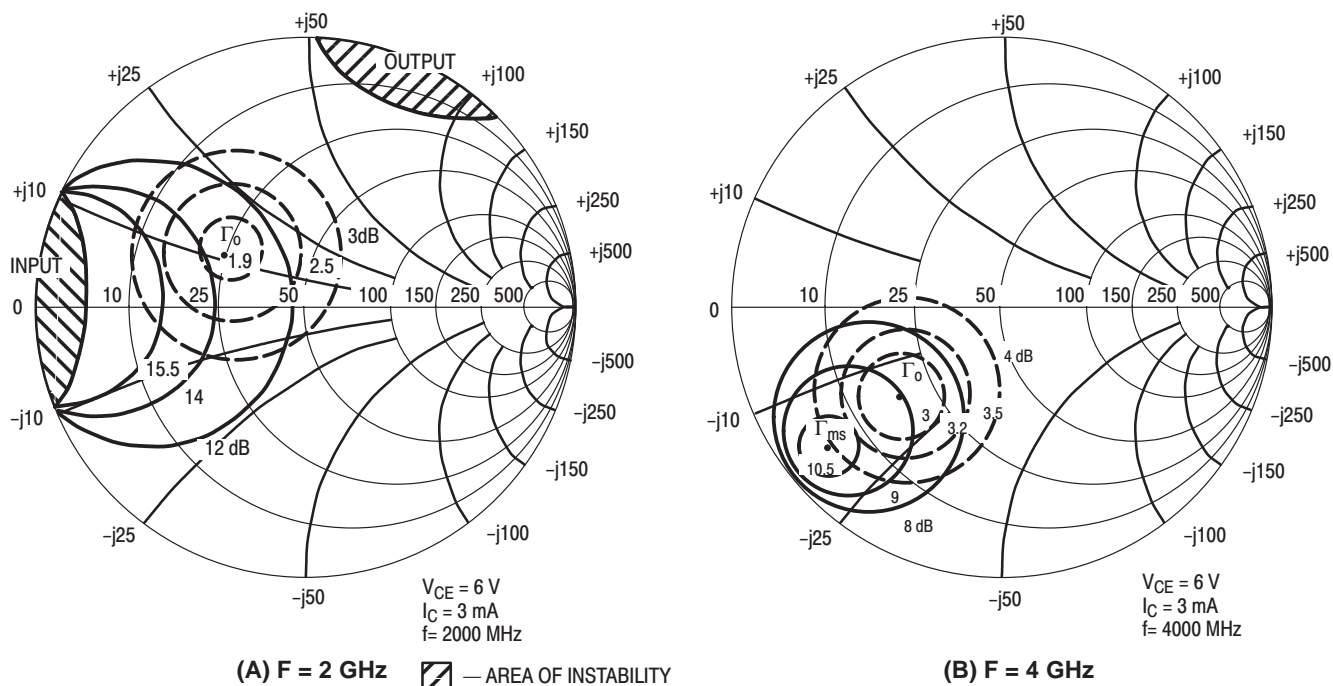 +j50
OUTPUT
+j25
+j100
+j150
+j10
+j250
+j500
Γo
3dB
1.9
2.5
INPUT
0
10
25
50
100
150
250
500
15.5
14
12 dB
–j10
–j500
–j250
–j150
–j25
–j100
–j50
VCE = 6 V
IC = 3 mA
f= 2000 MHz
(A) F = 2 GHz
— AREA OF INSTABILITY
+j50
+j25
+j100
+j150
+j10
+j250
+j500
0
10
25
50
100
150
250
500
4 dB
Γo
3
3.2
3.5
Γms
10.5
9
8 dB
–j10
–j500
–j250
–j150
–j25
–j100
–j50
VCE = 6 V
IC = 3 mA
f= 4000 MHz
(B) F = 4 GHz